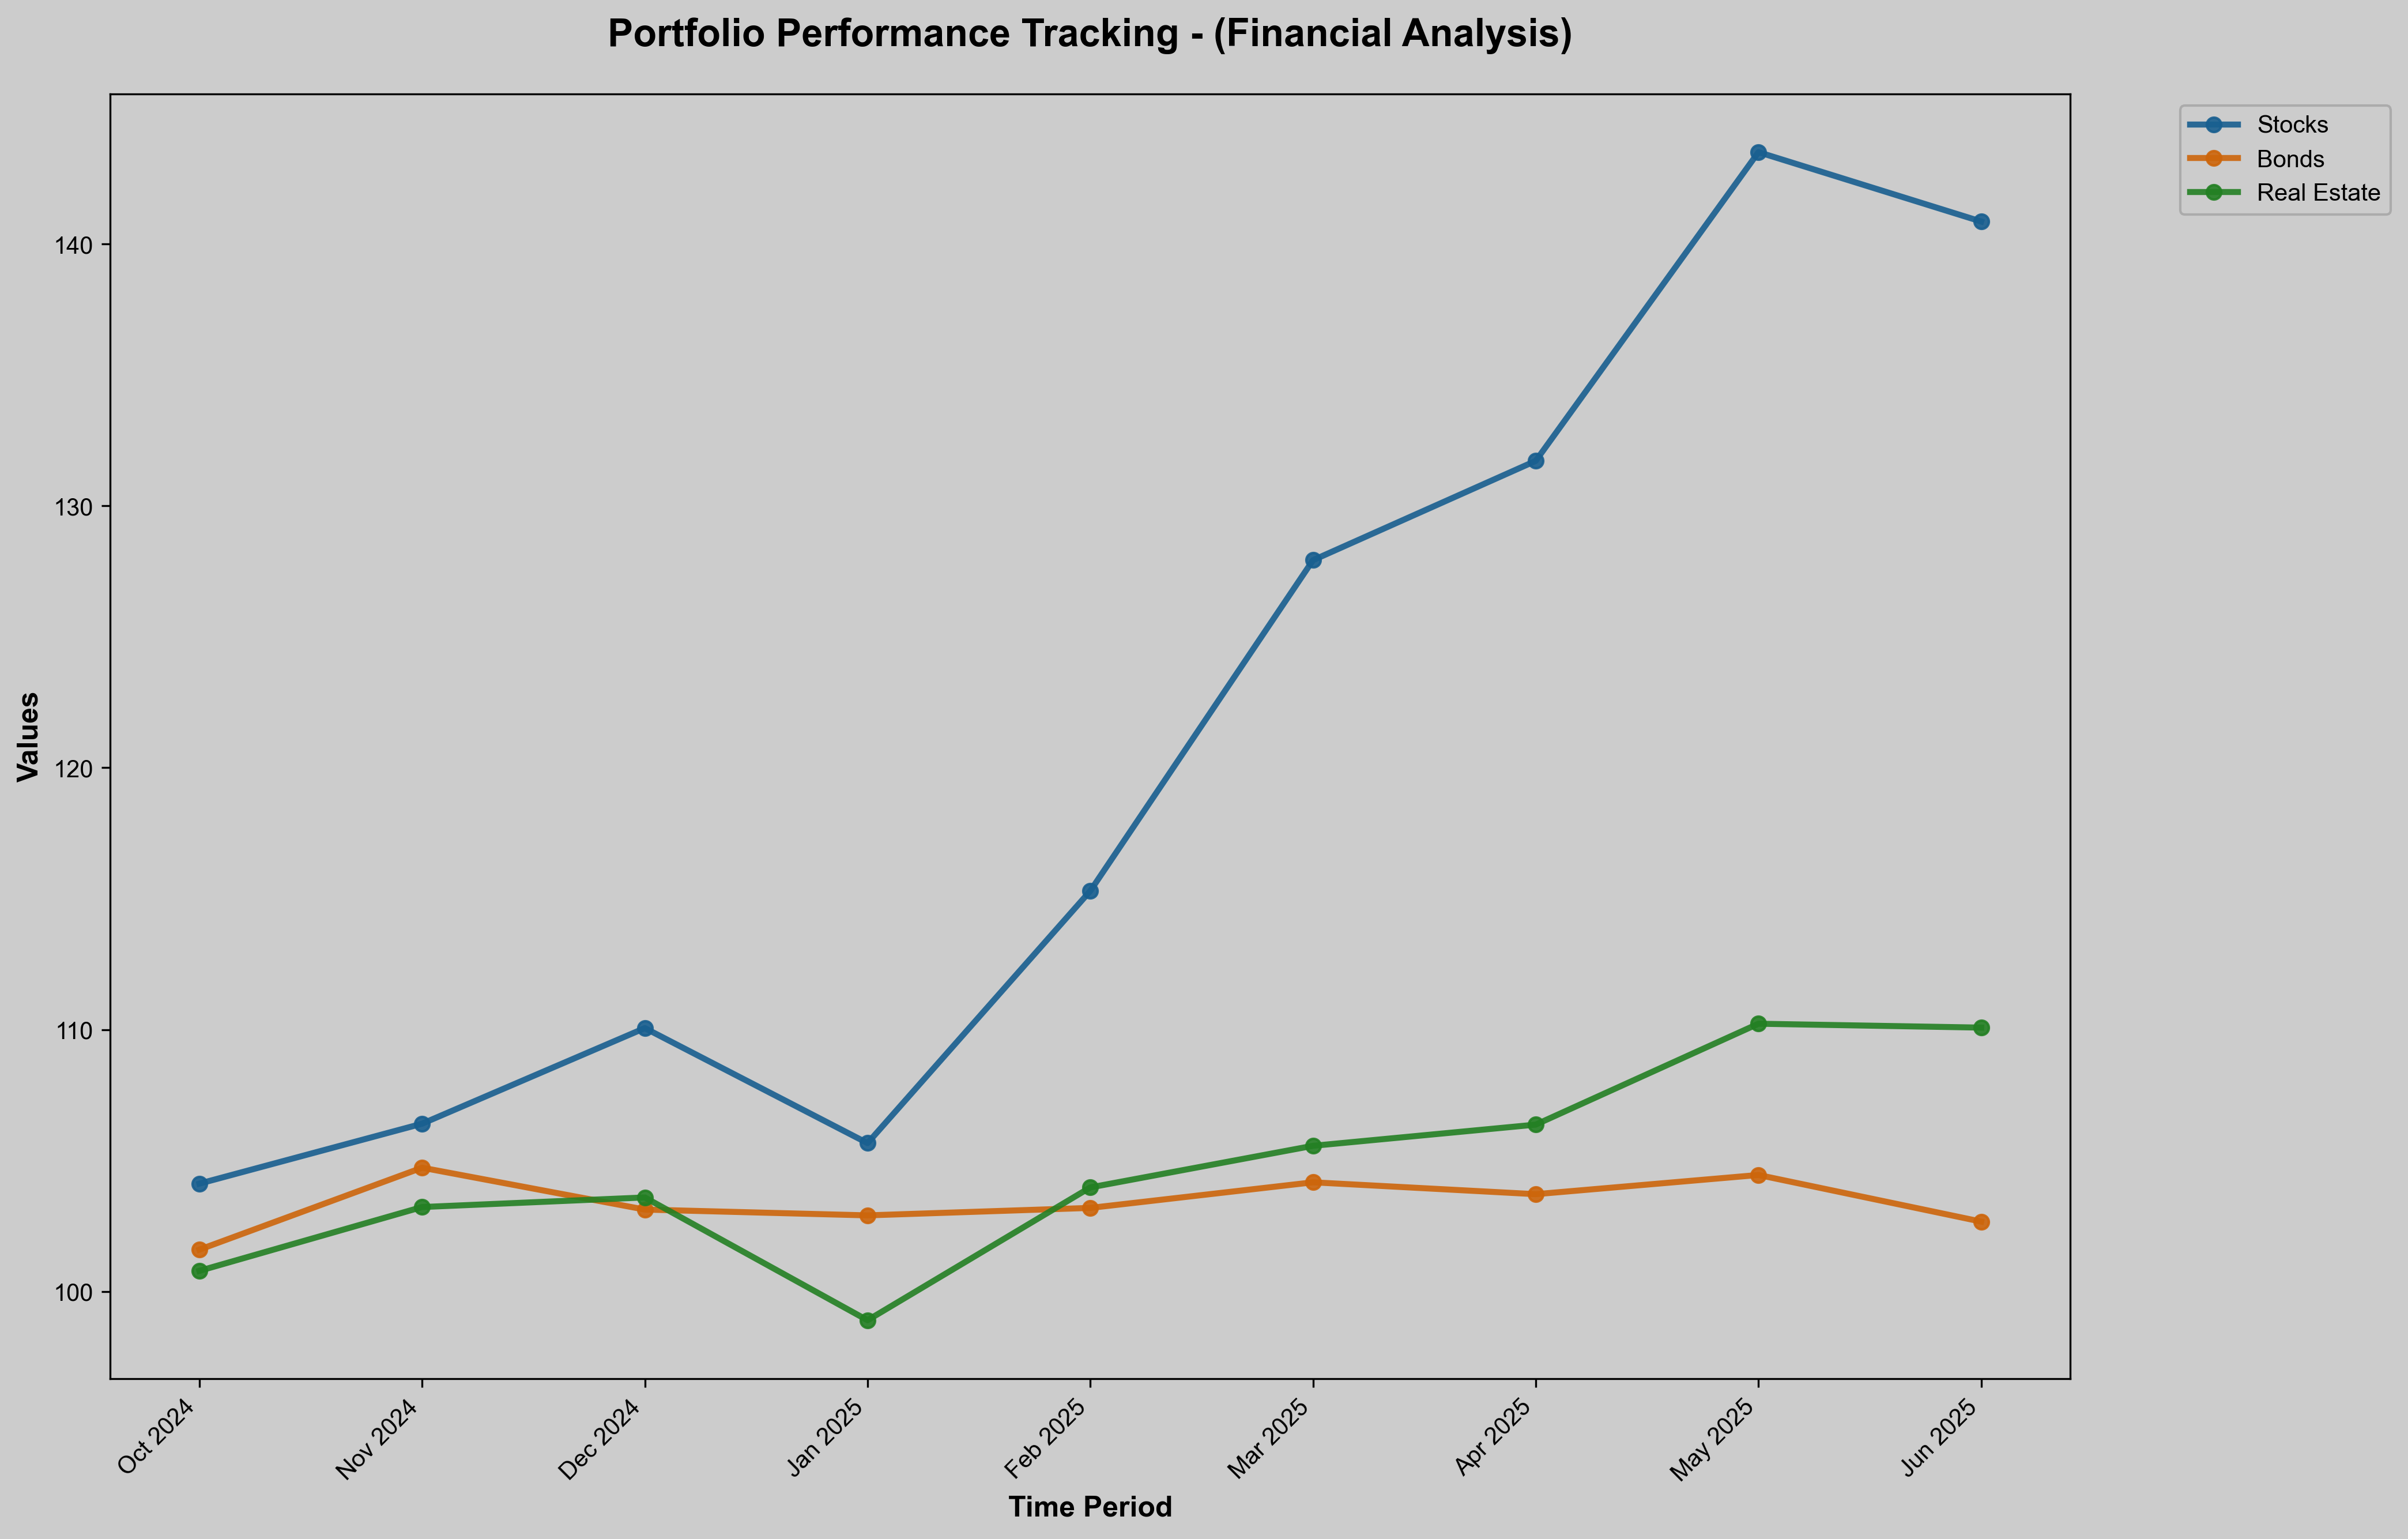 Portfolio Performance Tracking - (Financial Analysis)
Stocks
Bonds
Real Estate
Values
140
130
120
110
100
Oct 2024
Nov 2024
Dec 2024
Jan 2025
Feb 2025
Mar 2025
Apr 2025
May 2025
Jun 2025
Time Period